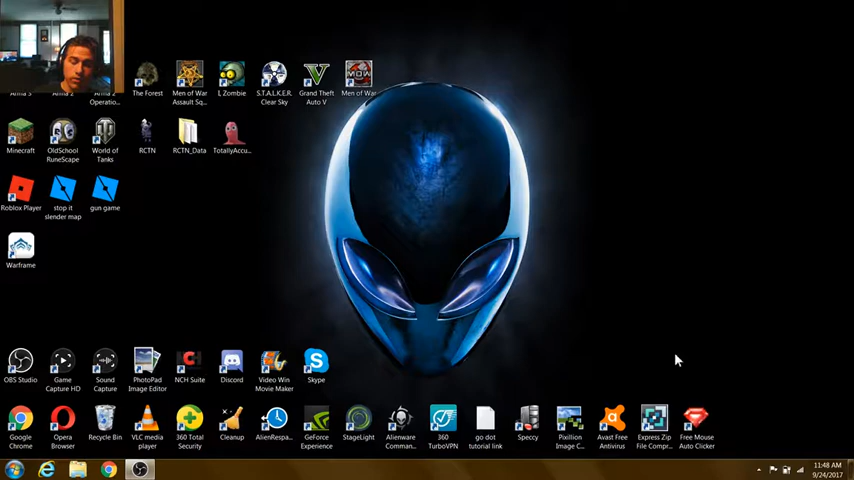 The Forest
Men of War
Assault Sq...
Zombie
S.T.A.L.K.E.R.
Clear Sky
Grand Theft
Auto V
Men of War
Arma 2
Operatio...
Minecraft
OldSchool
RuneScape
World of
Tanks
RCTN
RCTN_Data
TotallyAccu...
Roblox Player
stop it
slender map
gun game
Warframe
OBS Studio
Game
Capture HD
Sound
Capture
PhotoPad
Image Editor
NCH Suite
Discord
Video Win
Movie Maker
Skype
Google
Chrome
Opera
Browser
Recycle Bin
VLC media
player
360 Total
Security
Cleanup
AlienRespa...
GeForce
Experience
StageLight
Alienware
Comman...
360
TurboVPN
go dot
tutorial link
Speccy
Pixillion
Image C...
Avast Free
Antivirus
Express Zip
File Compr...
Free Mouse
Auto Clicker
11:48 AM
9/24/2017